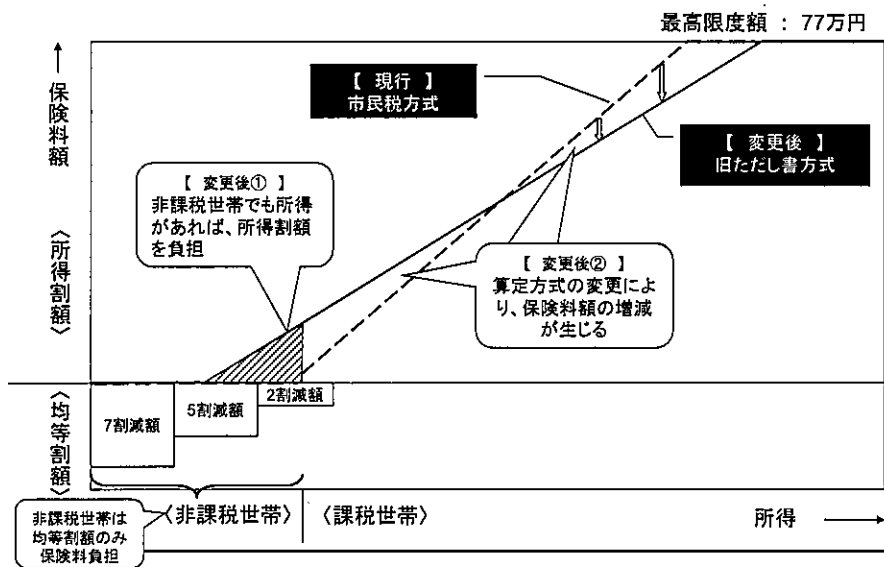 最高限度額 : 77万円
↑
保険料額
〈所得割額〉
〈均等割額〉
【 現行 】
市民税方式
【 変更後 】
旧ただし書方式
【 変更後① 】
非課税世帯でも所得
があれば、所得割額
を負担
【 変更後② 】
算定方式の変更によ
り、保険料額の増減
が生じる
7割減額
5割減額
2割減額
非課税世帯は
均等割額のみ
保険料負担
〈非課税世帯〉
〈課税世帯〉
所得 →